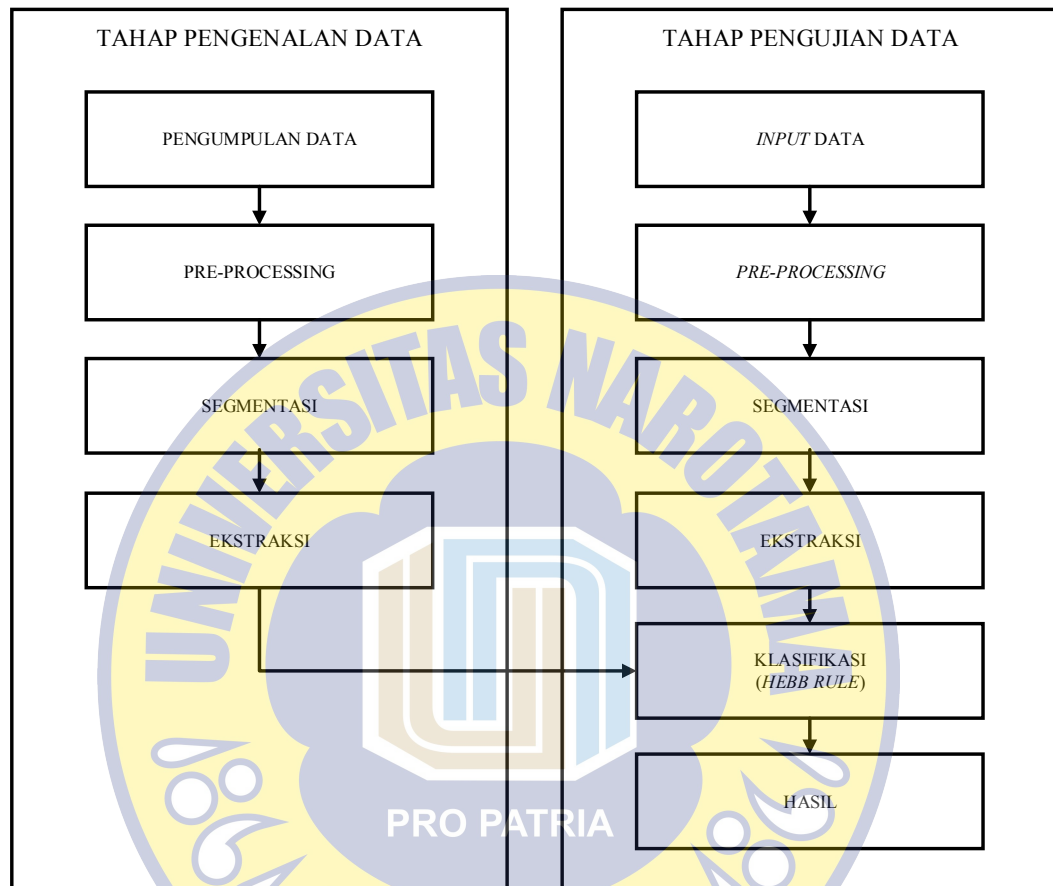 TAHAP PENGENALAN DATA
PENGUMPULAN DATA
PRE-PROCESSING
SEGMENTASI
EKSTRAKSI
TAHAP PENGUJIAN DATA
INPUT DATA
PRE-PROCESSING
SEGMENTASI
EKSTRAKSI
KLASIFIKASI
(HEBB RULE)
HASIL
UNIVERSITAS NAROTAMA
PRO PATRIA